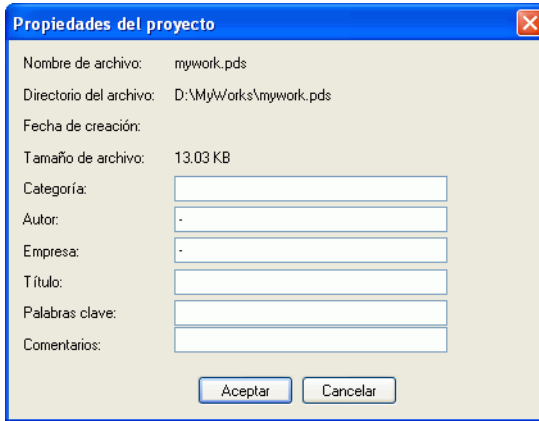 Propiedades del proyecto
Nombre de archivo: mywork.pds
Directorio del archivo: D:\MyWorks\mywork.pds
Fecha de creación:
Tamaño de archivo: 13.03 KB
Categoría:
Autor: -
Empresa: -
Título:
Palabras clave:
Comentarios:
Aceptar Cancelar